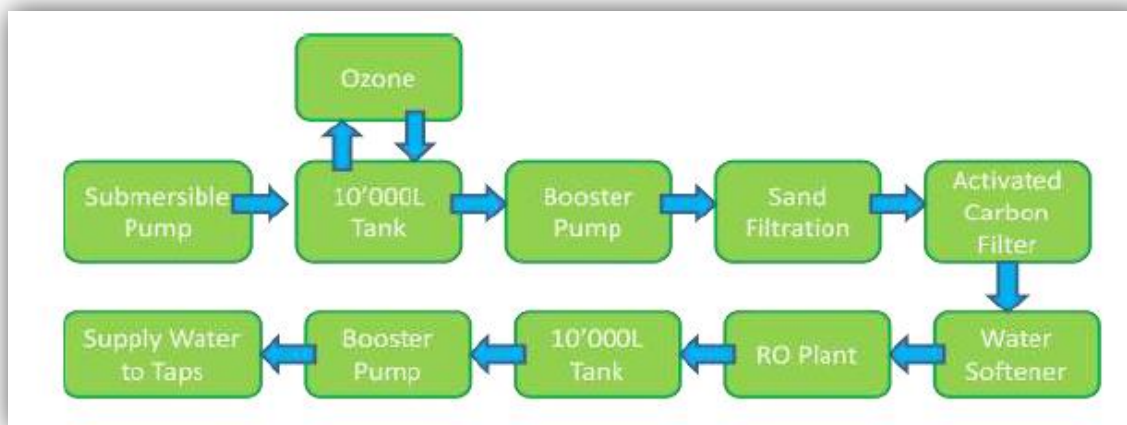 Ozone
Submersible
Pump
10'000L
Tank
Booster
Pump
Sand
Filtration
Activated
Carbon
Filter
Supply Water
to Taps
Booster
Pump
10'000L
Tank
RO Plant
Water
Softener